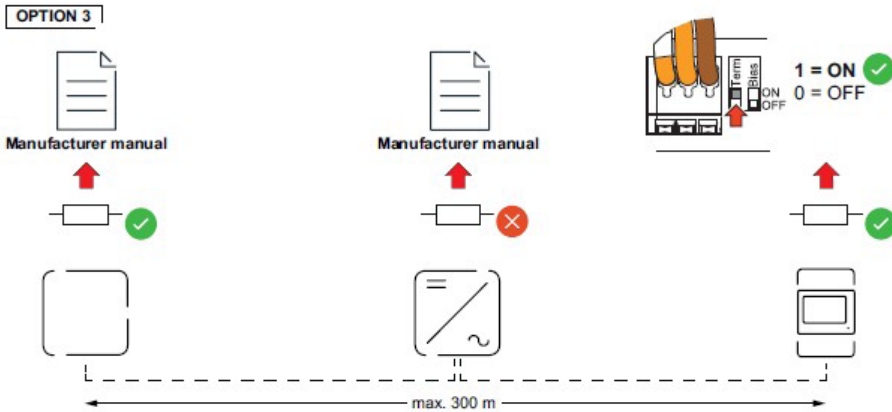 OPTION 3
Manufacturer manual
Manufacturer manual
Term
Bias
ON
OFF
1 = ON
0 = OFF
max. 300 m